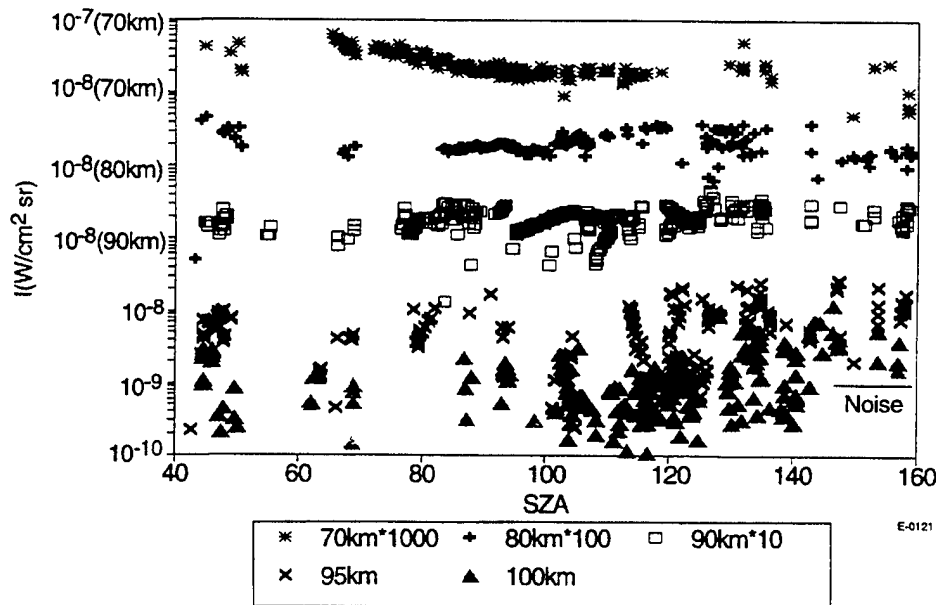 10⁻⁷(70km)
10⁻⁸(70km)
10⁻⁸(80km)
10⁻⁸(90km)
10⁻⁸
10⁻⁹
10⁻¹⁰
I(W/cm² sr)
Noise
40 60 80 100 120 140 160
SZA
E-0121
70km*1000 80km*100 90km*10
95km 100km